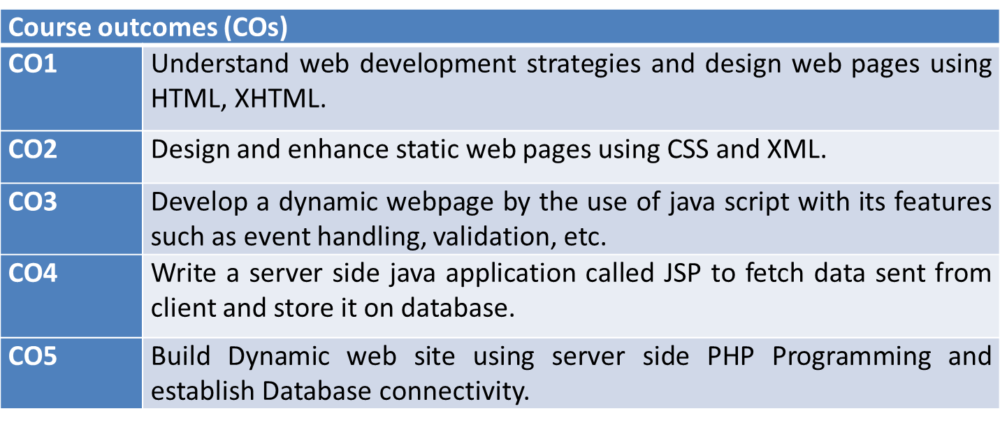 Course outcomes (COs)
CO1
Understand web development strategies and design web pages using
HTML, XHTML.
CO2
Design and enhance static web pages using CSS and XML.
CO3
Develop a dynamic webpage by the use of java script with its features
such as event handling, validation, etc.
CO4
Write a server side java application called JSP to fetch data sent from
client and store it on database.
CO5
Build Dynamic web site using server side PHP Programming and
establish Database connectivity.